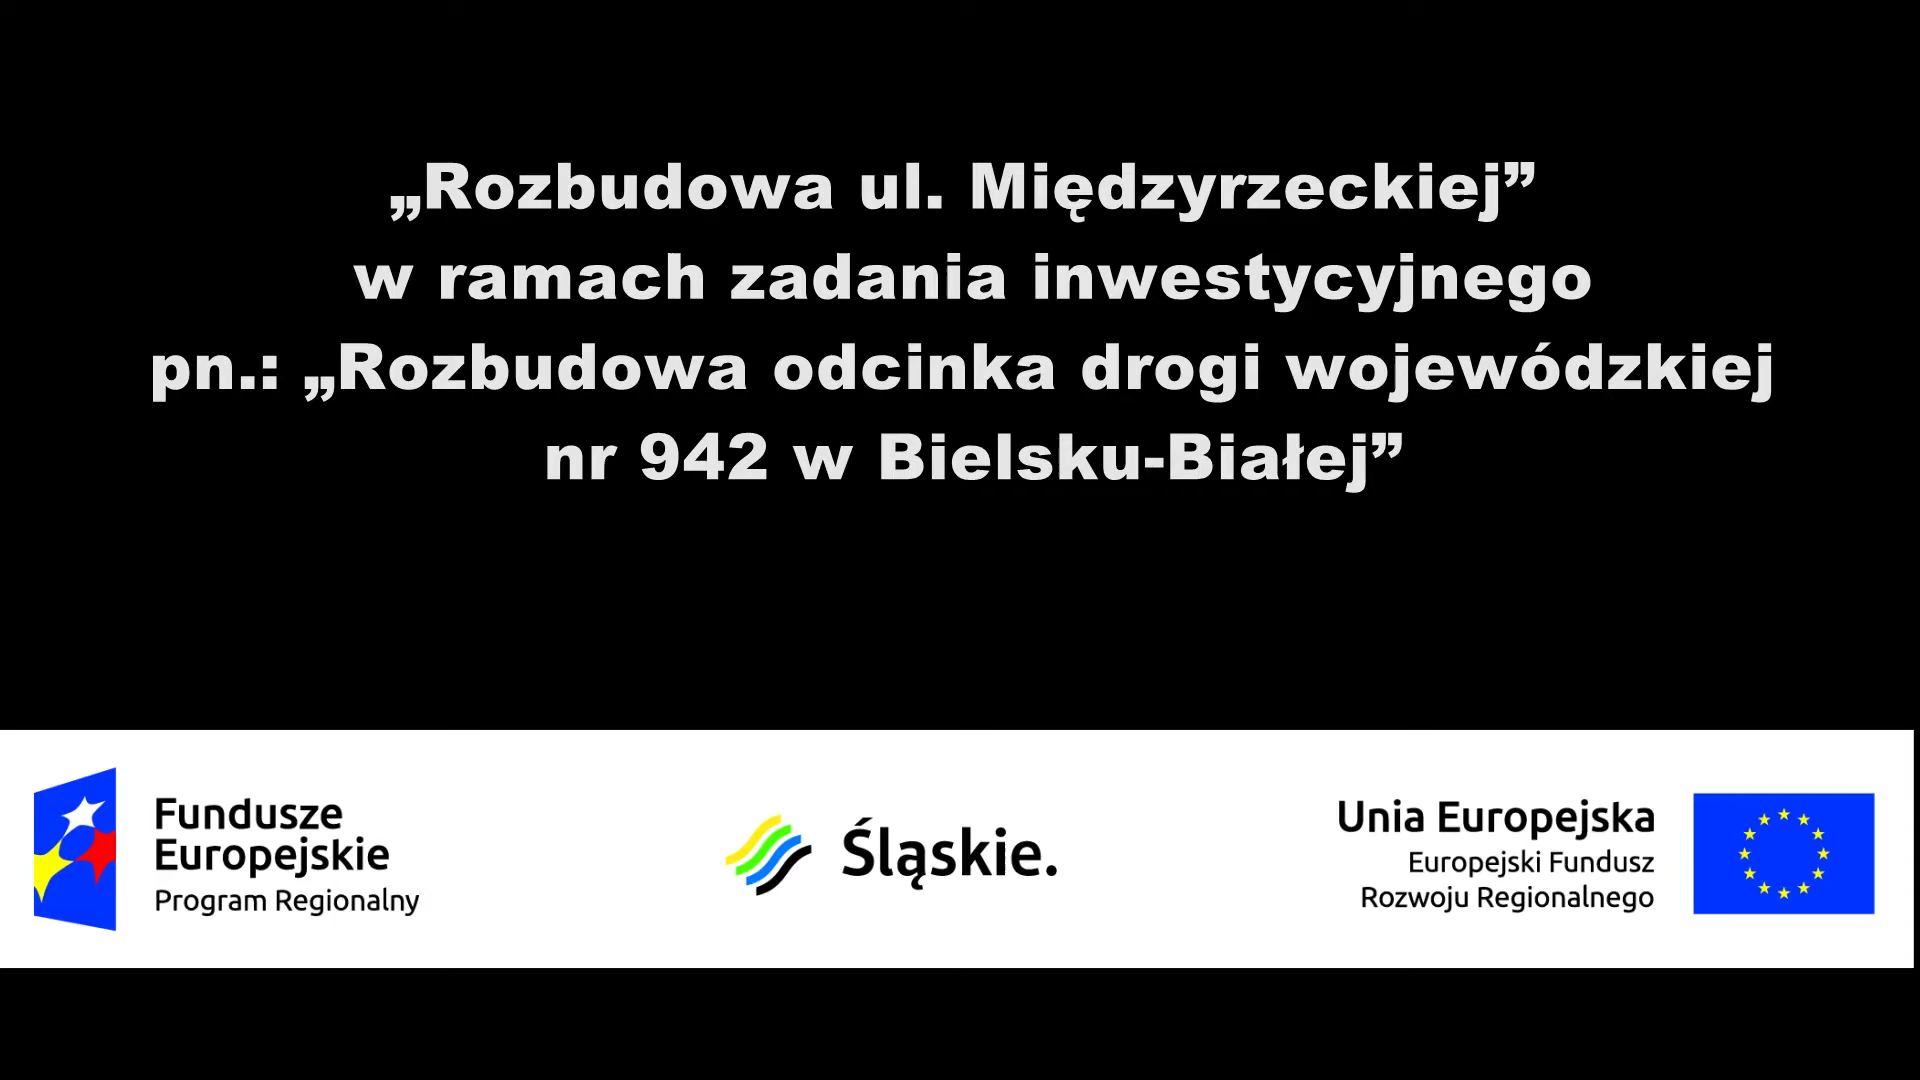 „Rozbudowa ul. Międzyrzeckiej”
w ramach zadania inwestycyjnego
pn.: „Rozbudowa odcinka drogi wojewódzkiej
nr 942 w Bielsku-Białej”
Fundusze
Europejskie
Program Regionalny
Śląskie.
Unia Europejska
Europejski Fundusz
Rozwoju Regionalnego